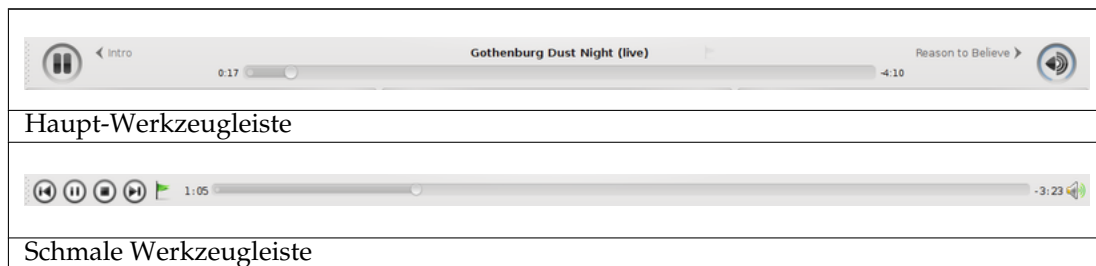 Intro
Gothenburg Dust Night (live)
Reason to Believe
0:17
-4:10
Haupt-Werkzeugleiste
1:05
-3:23
Schmale Werkzeugleiste